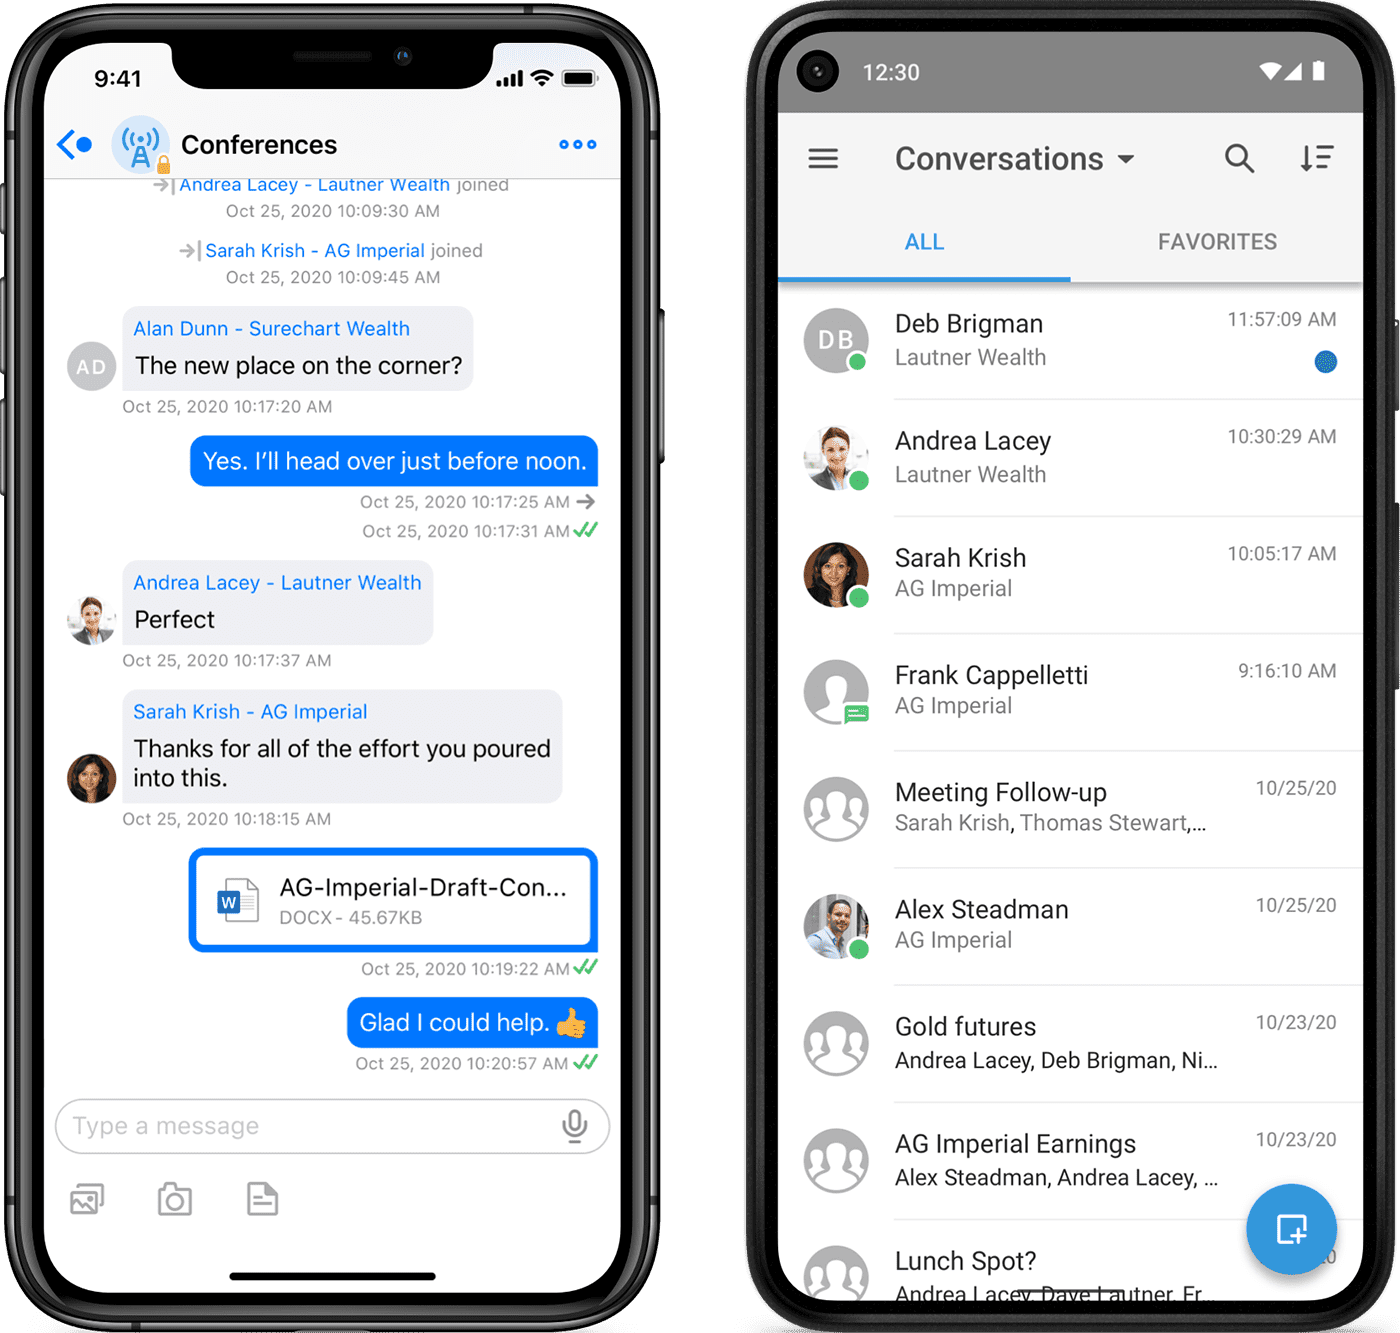 9:41
Conferences
Andrea Lacey - Lautner Wealth joined
Oct 25, 2020 10:09:30 AM
Sarah Krish - AG Imperial joined
Oct 25, 2020 10:09:45 AM
Alan Dunn - Surechart Wealth
AD
The new place on the corner?
Oct 25, 2020 10:17:20 AM
Yes. I’ll head over just before noon.
Oct 25, 2020 10:17:25 AM
Oct 25, 2020 10:17:31 AM
Andrea Lacey - Lautner Wealth
Perfect
Oct 25, 2020 10:17:37 AM
Sarah Krish - AG Imperial
Thanks for all of the effort you poured
into this.
Oct 25, 2020 10:18:15 AM
W
AG-Imperial-Draft-Con...
DOCX - 45.67KB
Oct 25, 2020 10:19:22 AM
Glad I could help. 👍
Oct 25, 2020 10:20:57 AM
Type a message
12:30
Conversations
ALL FAVORITES
DB
Deb Brigman 11:57:09 AM
Lautner Wealth
Andrea Lacey 10:30:29 AM
Lautner Wealth
Sarah Krish 10:05:17 AM
AG Imperial
Frank Cappelletti 9:16:10 AM
AG Imperial
Meeting Follow-up 10/25/20
Sarah Krish, Thomas Stewart,...
Alex Steadman 10/25/20
AG Imperial
Gold futures 10/23/20
Andrea Lacey, Deb Brigman, Ni...
AG Imperial Earnings 10/23/20
Alex Steadman, Andrea Lacey, ...
Lunch Spot?
Andrea Lacey, Dave Lautner, Fr...